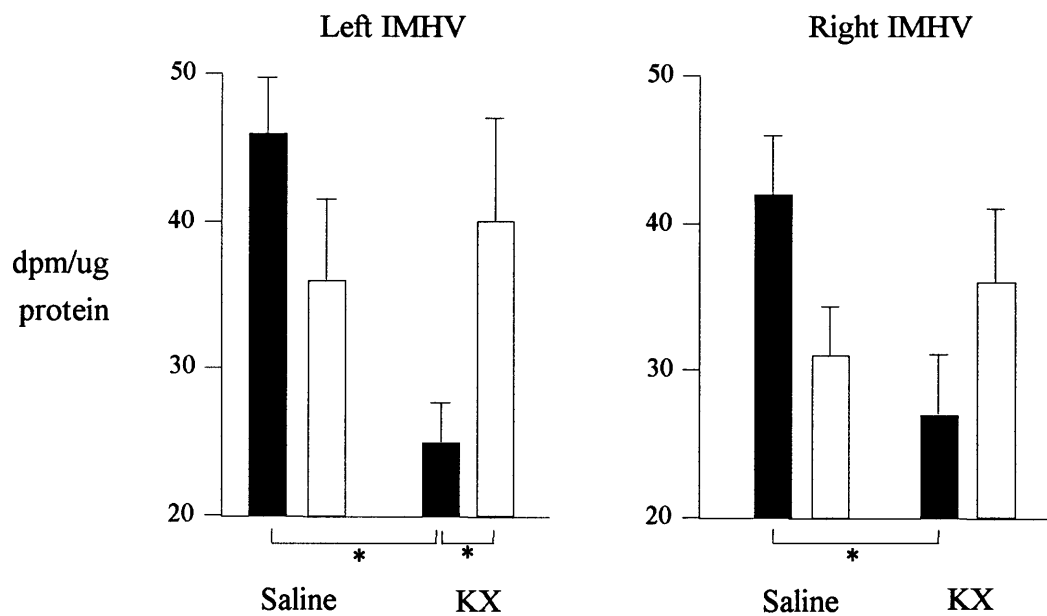 Left IMHV
Right IMHV
dpm/ug
protein
50
40
30
20
*
*
Saline
KX
50
40
30
20
*
Saline
KX